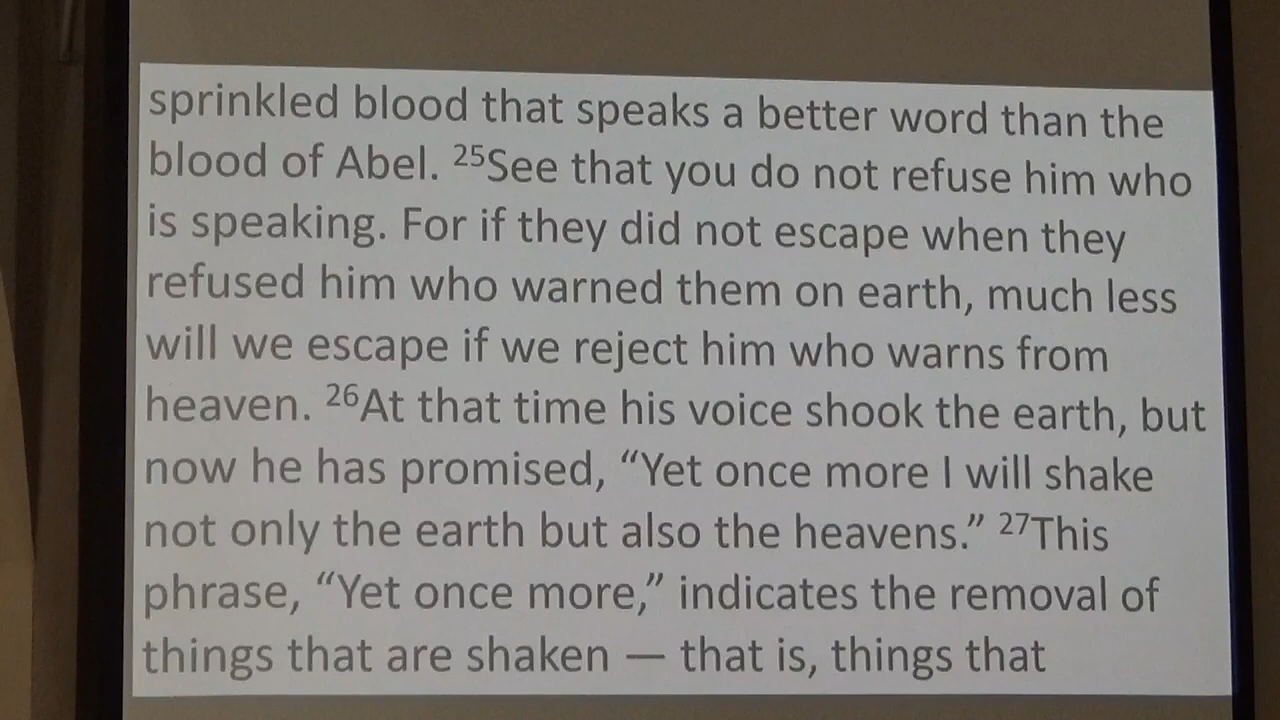 sprinkled blood that speaks a better word than the
blood of Abel. ²⁵See that you do not refuse him who
is speaking. For if they did not escape when they
refused him who warned them on earth, much less
will we escape if we reject him who warns from
heaven. ²⁶At that time his voice shook the earth, but
now he has promised, “Yet once more I will shake
not only the earth but also the heavens.” ²⁷This
phrase, “Yet once more,” indicates the removal of
things that are shaken — that is, things that